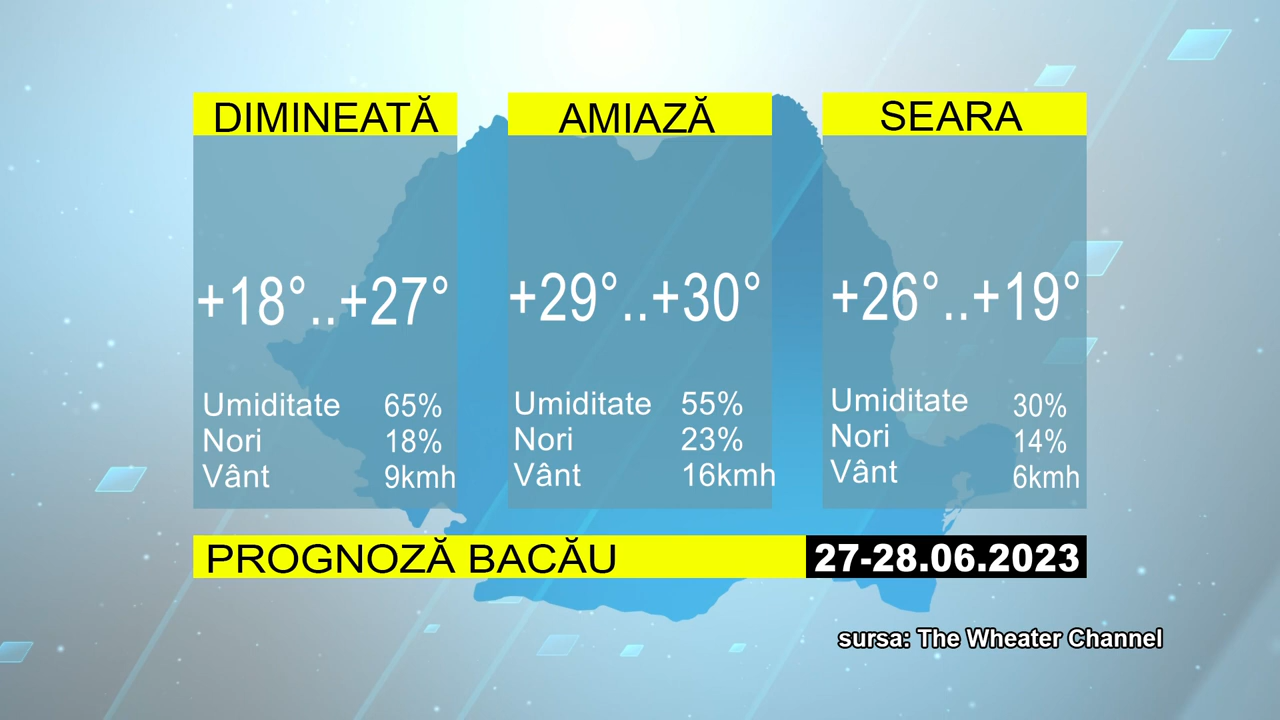 DIMINEATĂ
+18°..+27°
Umiditate 65%
Nori 18%
Vânt 9kmh
AMIAZĂ
+29°..+30°
Umiditate 55%
Nori 23%
Vânt 16kmh
SEARA
+26°..+19°
Umiditate 30%
Nori 14%
Vânt 6kmh
PROGNOZĂ BACĂU 27-28.06.2023
sursa: The Wheater Channel